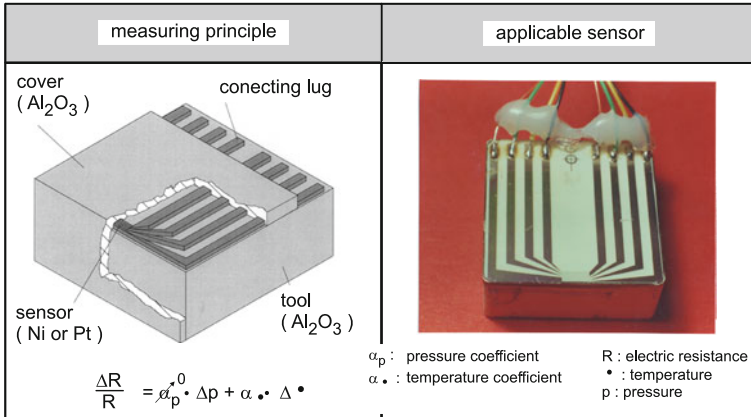 measuring principle
applicable sensor
cover
( Al₂O₃ )
conecting lug
sensor
( Ni or Pt )
tool
( Al₂O₃ )
ΔR/R = αₚ⁰ · Δp + α • · Δ •
αₚ : pressure coefficient
α • : temperature coefficient
R : electric resistance
• : temperature
p : pressure